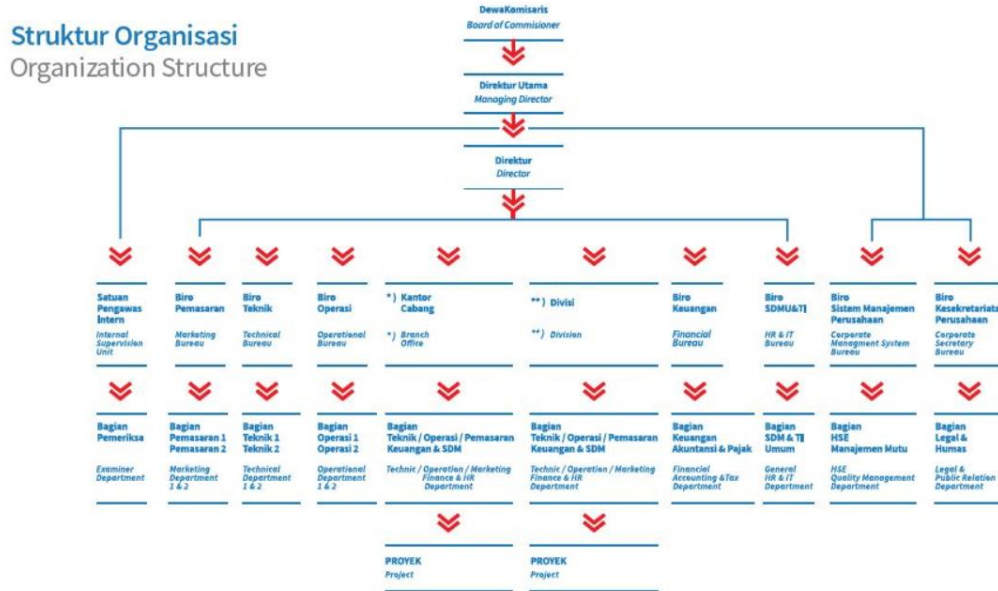 Struktur Organisasi
Organization Structure
DewaKomisaris
Board of Commisioner
Direktur Utama
Managing Director
Direktur
Director
Satuan
Pengawas
Intern
Internal
Supervision
Unit
Biro
Pemasaran
Marketing
Bureau
Biro
Teknik
Technical
Bureau
Biro
Operasi
Operational
Bureau
*) Kantor
Cabang
*) Branch
Office
**) Divisi
**) Division
Biro
Keuangan
Financial
Bureau
Biro
SDMU&TI
HR & IT
Bureau
Biro
Sistem Manajemen
Perusahaan
Corporate
Managment System
Bureau
Biro
Kesekretariata
Perusahaan
Corporate
Secretary
Bureau
Bagian
Pemeriksa
Examiner
Department
Bagian
Pemasaran 1
Pemasaran 2
Marketing
Department
1 & 2
Bagian
Teknik 1
Teknik 2
Technical
Department
1 & 2
Bagian
Operasi 1
Operasi 2
Operational
Department
1 & 2
Bagian
Teknik / Operasi / Pemasaran
Keuangan & SDM
Technic / Operation / Marketing
Finance & HR
Department
Bagian
Teknik / Operasi / Pemasaran
Keuangan & SDM
Technic / Operation / Marketing
Finance & HR
Department
Bagian
Keuangan
Akuntansi & Pajak
Financial
Accounting &Tax
Department
Bagian
SDM & TI
Umum
General
HR & IT
Department
Bagian
HSE
Manajemen Mutu
HSE
Quality Management
Department
Bagian
Legal &
Humas
Legal &
Public Relation
Department
PROYEK
Project
PROYEK
Project